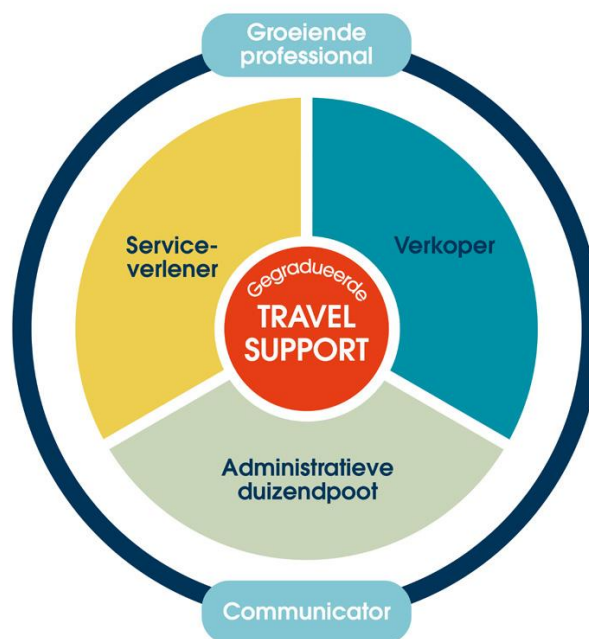 Groeiende
professional
Service-
verlener
Verkoper
Gegradueerde
TRAVEL
SUPPORT
Administratieve
duizendpoot
Communicator